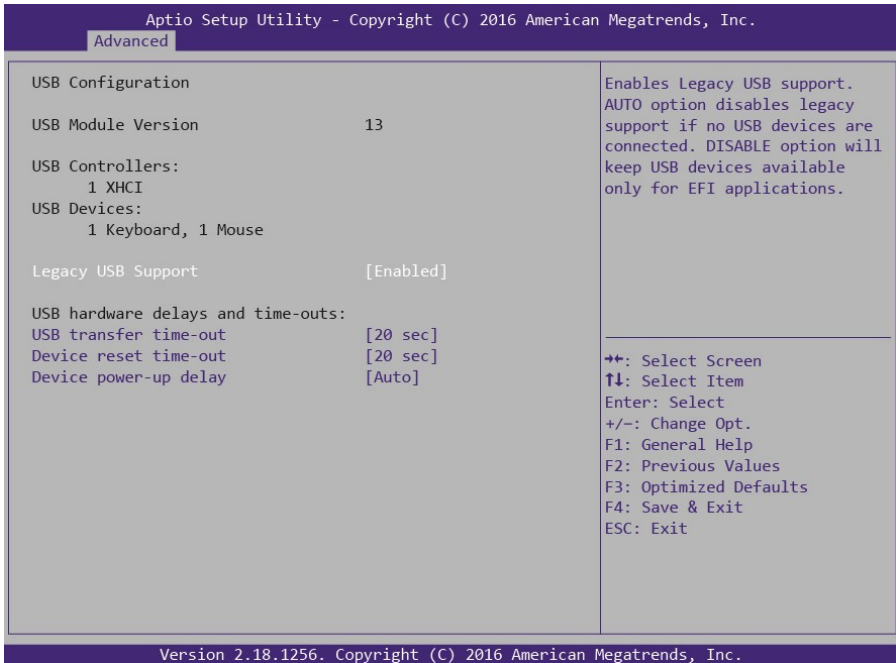 Aptio Setup Utility - Copyright (C) 2016 American Megatrends, Inc.
Advanced
USB Configuration
USB Module Version 13
USB Controllers:
1 XHCI
USB Devices:
1 Keyboard, 1 Mouse
Legacy USB Support [Enabled]
USB hardware delays and time-outs:
USB transfer time-out [20 sec]
Device reset time-out [20 sec]
Device power-up delay [Auto]
Enables Legacy USB support.
AUTO option disables legacy
support if no USB devices are
connected. DISABLE option will
keep USB devices available
only for EFI applications.
→←: Select Screen
↑↓: Select Item
Enter: Select
+/−: Change Opt.
F1: General Help
F2: Previous Values
F3: Optimized Defaults
F4: Save & Exit
ESC: Exit
Version 2.18.1256. Copyright (C) 2016 American Megatrends, Inc.